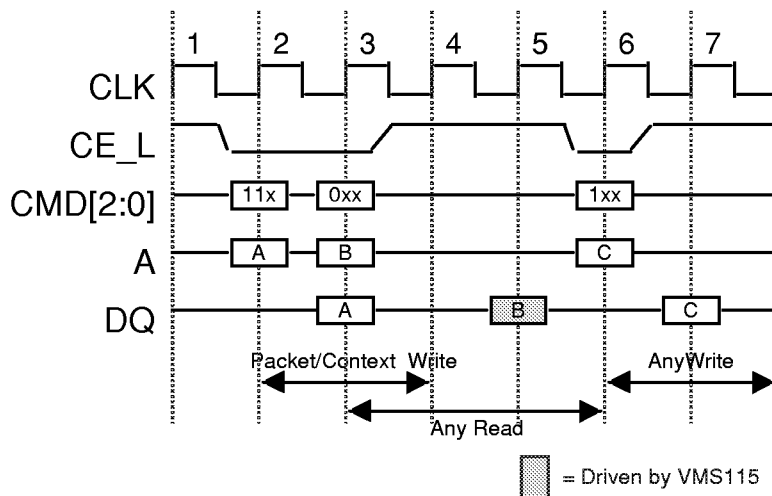 1 2 3 4 5 6 7
CLK
CE_L
CMD[2:0] 11x 0xx 1xx
A A B C
DQ A B C
Packet/Context Write AnyWrite
Any Read
= Driven by VMS115